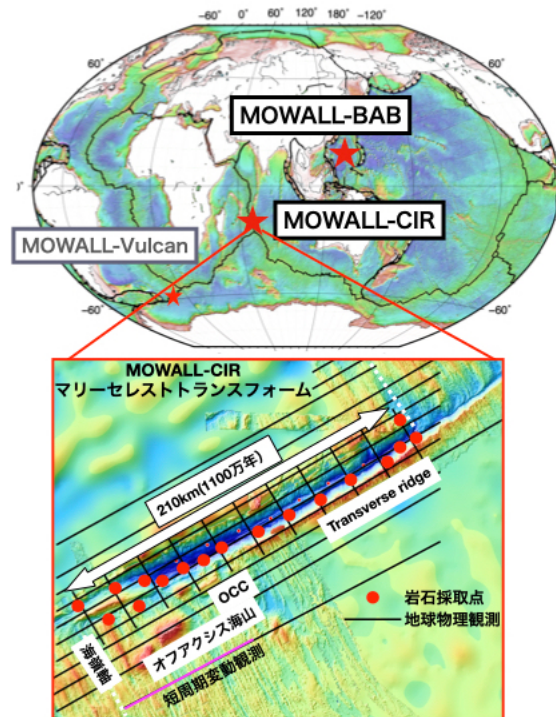 −60° 0° 60° 120° 180° −120°
60°
60°
MOWALL-BAB
0°
MOWALL-CIR
MOWALL-Vulcan
−60°
−60°
MOWALL-CIR
マリーセレストトランスフォーム
210km(1100万年)
Transverse ridge
OCC
オフアクシス海山
短周期変動観測
海嶺軸
岩石採取点
地球物理観測